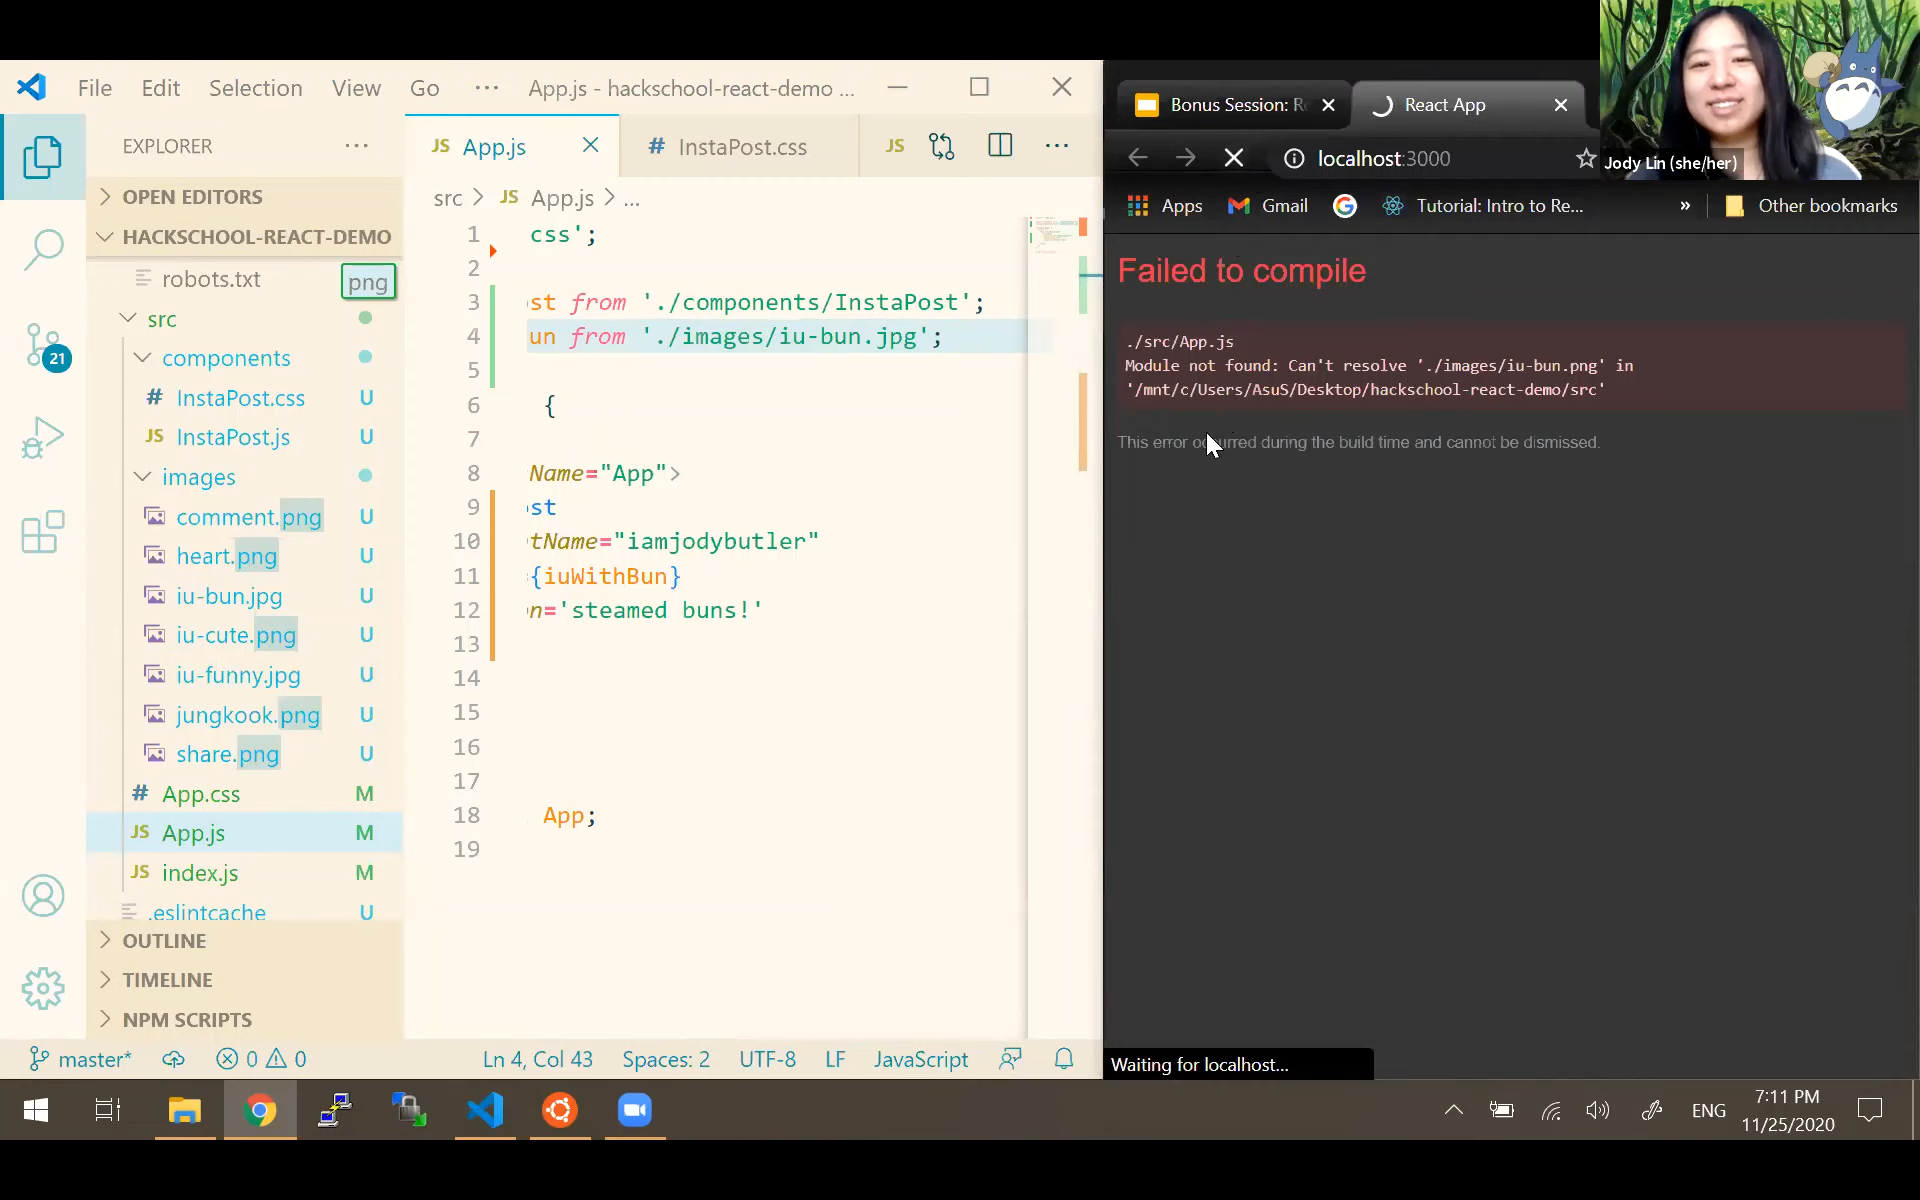 File Edit Selection View Go ··· App.js - hackschool-react-demo ...
EXPLORER ···
OPEN EDITORS
HACKSCHOOL-REACT-DEMO
robots.txt
png
src
components
# InstaPost.css U
JS InstaPost.js U
images
comment.png U
heart.png U
iu-bun.jpg U
iu-cute.png U
iu-funny.jpg U
jungkook.png U
share.png U
# App.css M
JS App.js M
JS index.js M
.eslintcache U
OUTLINE
TIMELINE
NPM SCRIPTS
21
JS App.js # InstaPost.css JS ···
src > JS App.js > ...
1 css';
2
3 st from './components/InstaPost';
4 un from './images/iu-bun.jpg';
5
6 {
7
8 Name="App">
9 st
10 tName="iamjodybutler"
11 {iuWithBun}
12 n='steamed buns!'
13
14
15
16
17
18 App;
19
master* 0 0 Ln 4, Col 43 Spaces: 2 UTF-8 LF JavaScript
Bonus Session: R React App
localhost:3000
Apps Gmail Tutorial: Intro to Re... » Other bookmarks
Jody Lin (she/her)
Failed to compile
./src/App.js
Module not found: Can't resolve './images/iu-bun.png' in
'/mnt/c/Users/AsuS/Desktop/hackschool-react-demo/src'
This error occurred during the build time and cannot be dismissed.
Waiting for localhost...
ENG 7:11 PM
11/25/2020